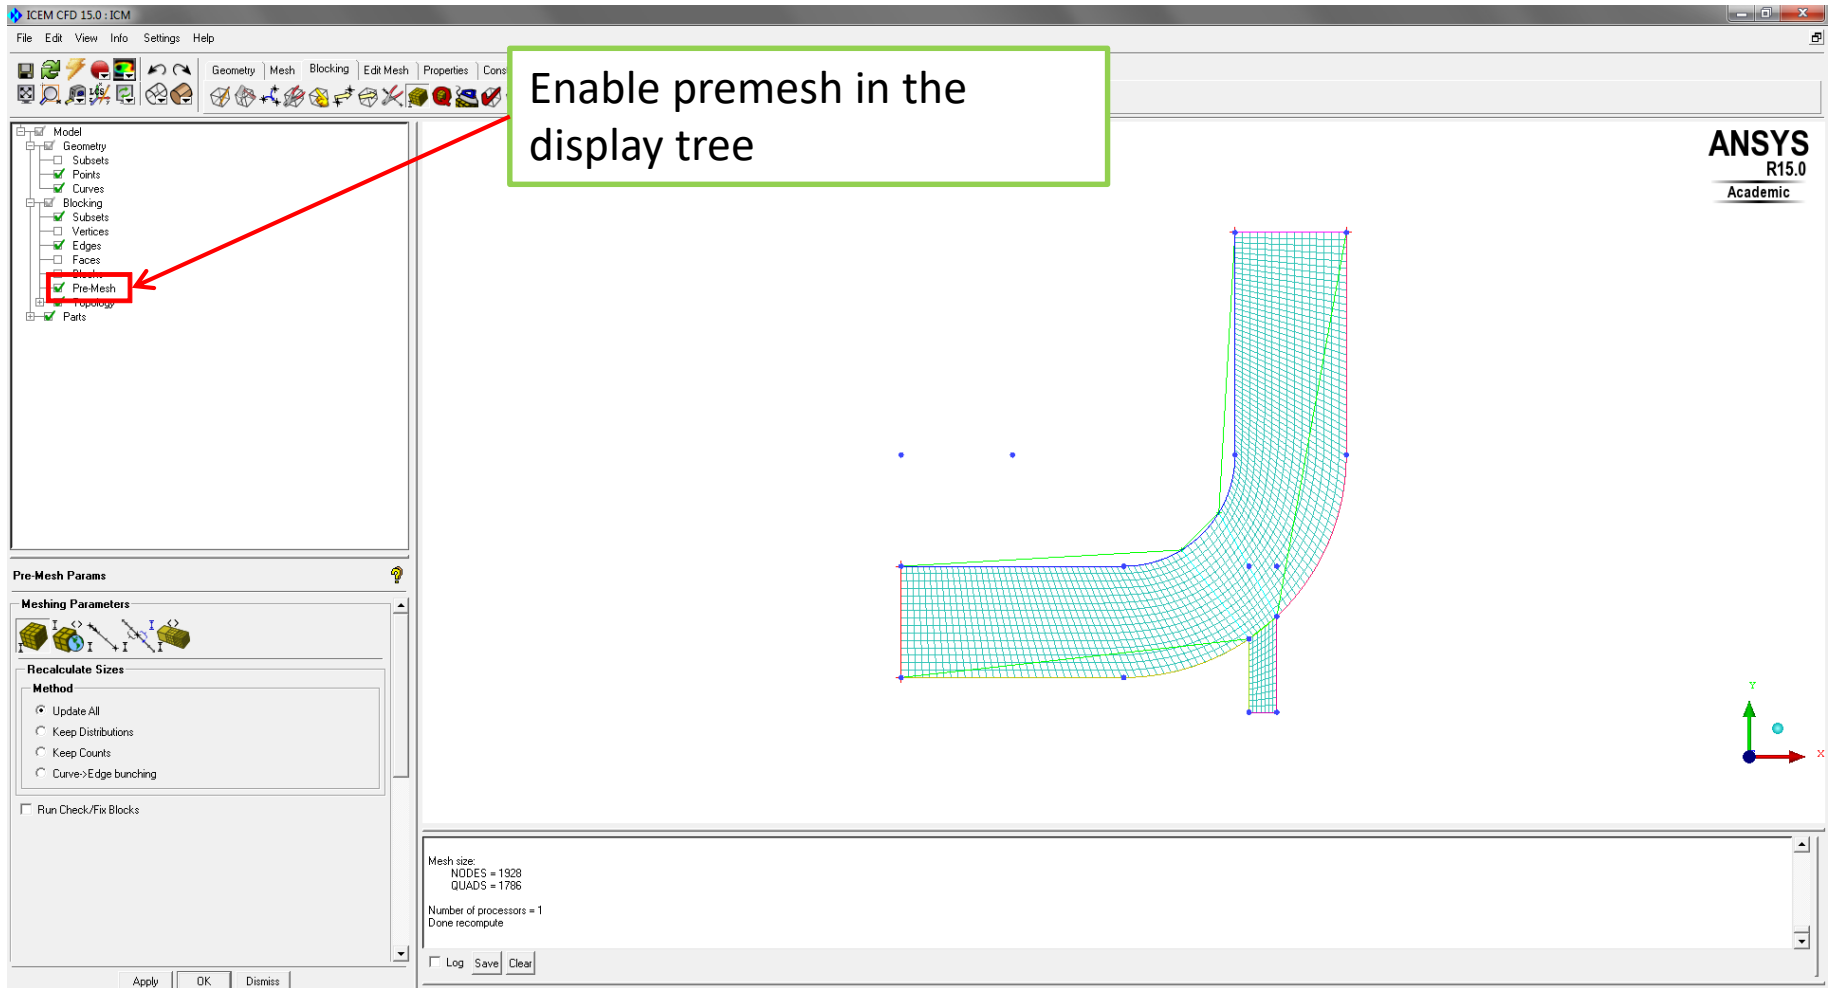 ICEM CFD 15.0 : ICM
File Edit View Info Settings Help
Geometry Mesh Blocking Edit Mesh Properties Cons
Enable premesh in the
display tree
Model
Geometry
Subsets
Points
Curves
Blocking
Subsets
Vertices
Edges
Faces
Blocks
Pre-Mesh
Topology
Parts
ANSYS
R15.0
Academic
Pre-Mesh Params
Meshing Parameters
Recalculate Sizes
Method
Update All
Keep Distributions
Keep Counts
Curve->Edge bunching
Run Check/Fix Blocks
Apply OK Dismiss
Y
X
Mesh size:
NODES = 1928
QUADS = 1786
Number of processors = 1
Done recompute
Log Save Clear